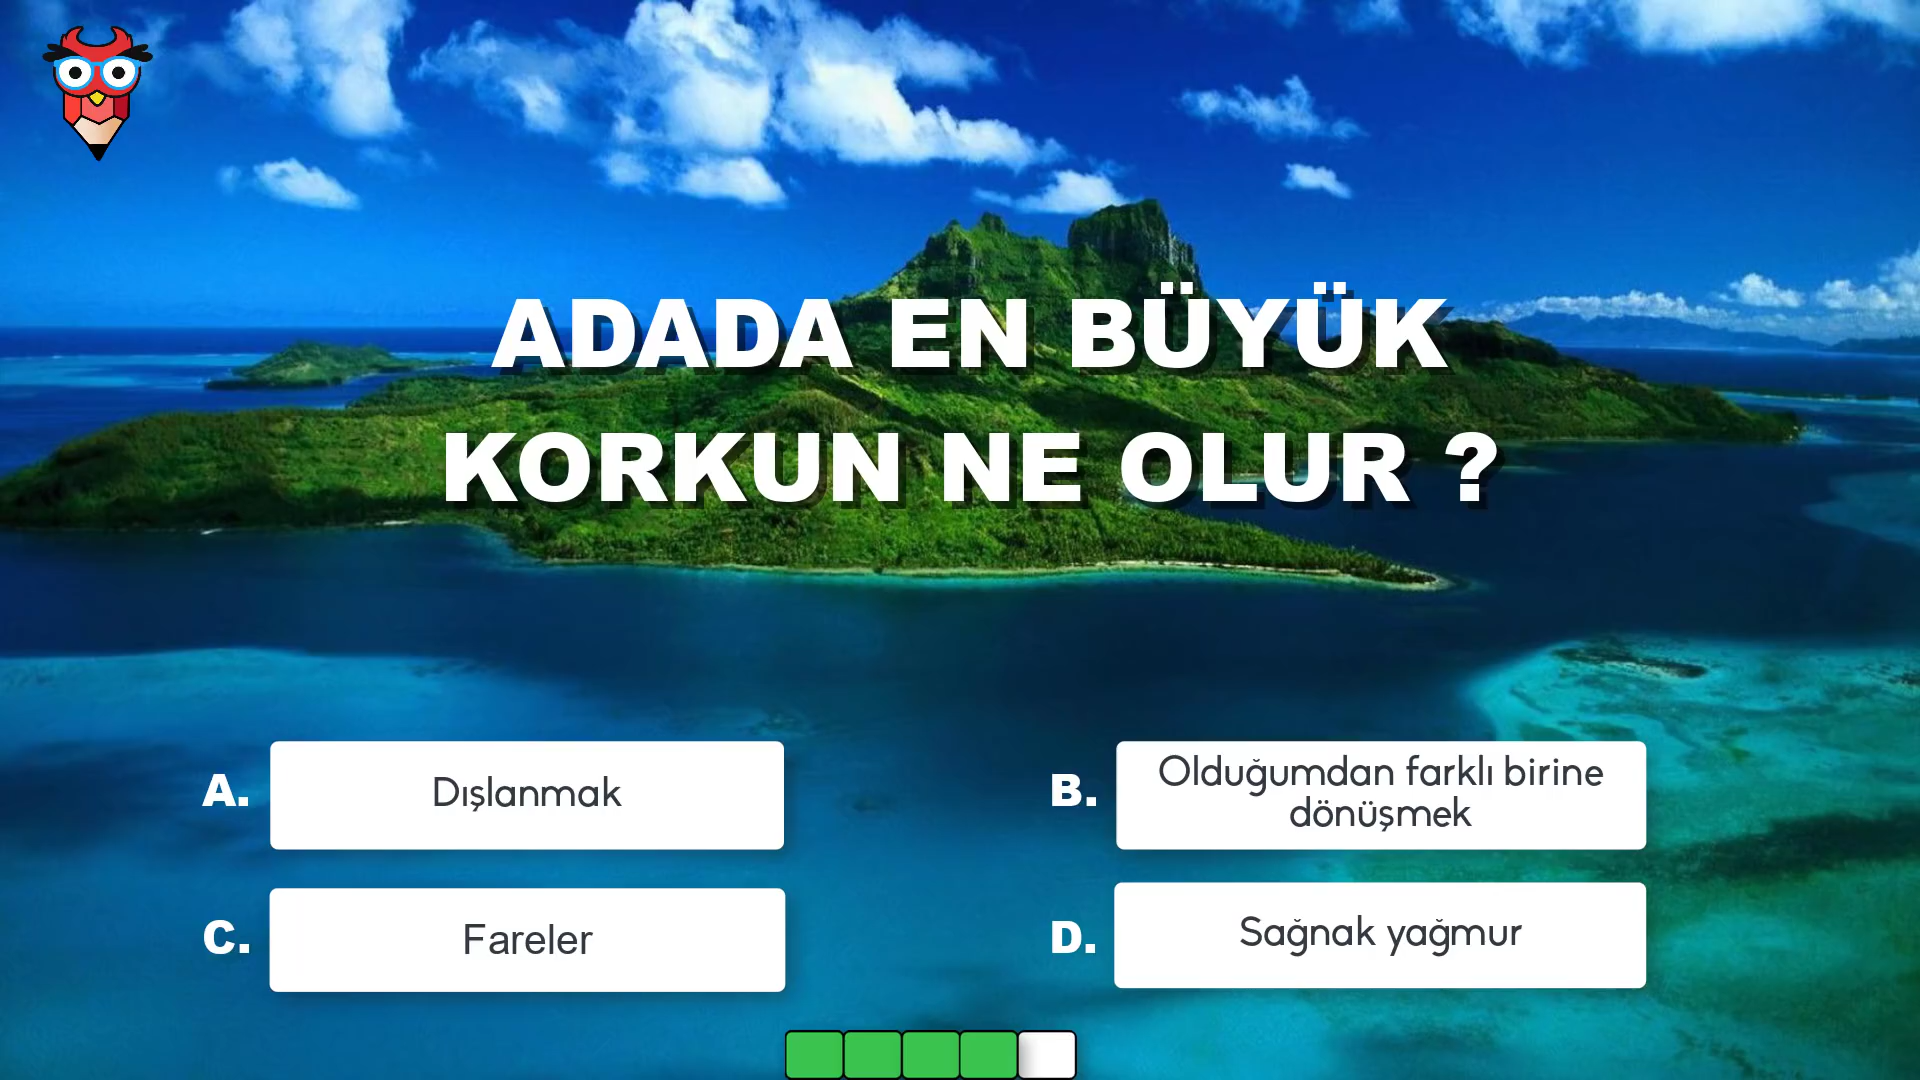 ADADA EN BÜYÜK
KORKUN NE OLUR ?
A. Dışlanmak
B. Olduğumdan farklı birine
dönüşmek
C. Fareler
D. Sağnak yağmur